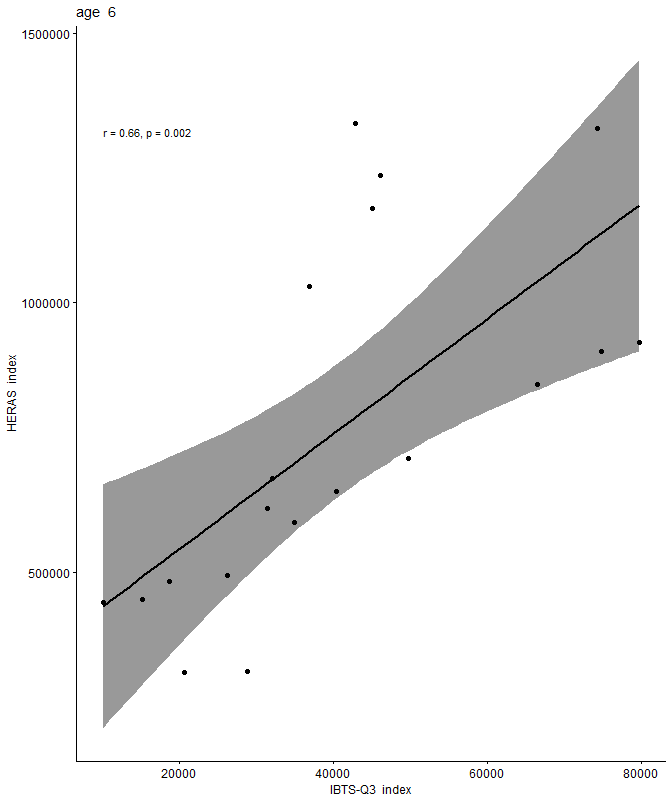 age 6
1500000
r = 0.66, p = 0.002
1000000
HERAS index
500000
20000 40000 60000 80000
IBTS-Q3 index